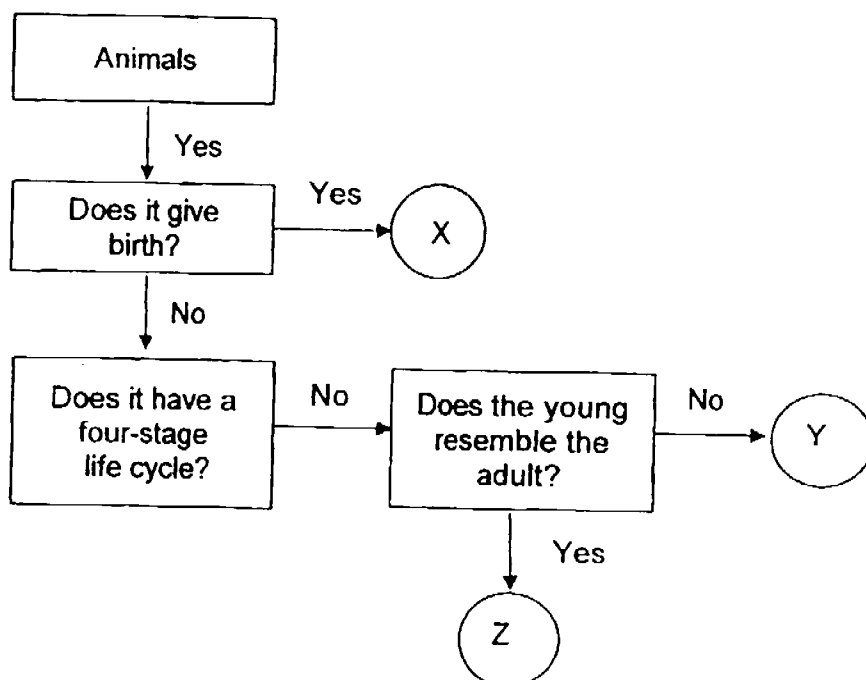 Animals
Yes
Does it give
birth?
Yes
X
No
Does it have a
four-stage
life cycle?
No
Does the young
resemble the
adult?
No
Y
Yes
Z